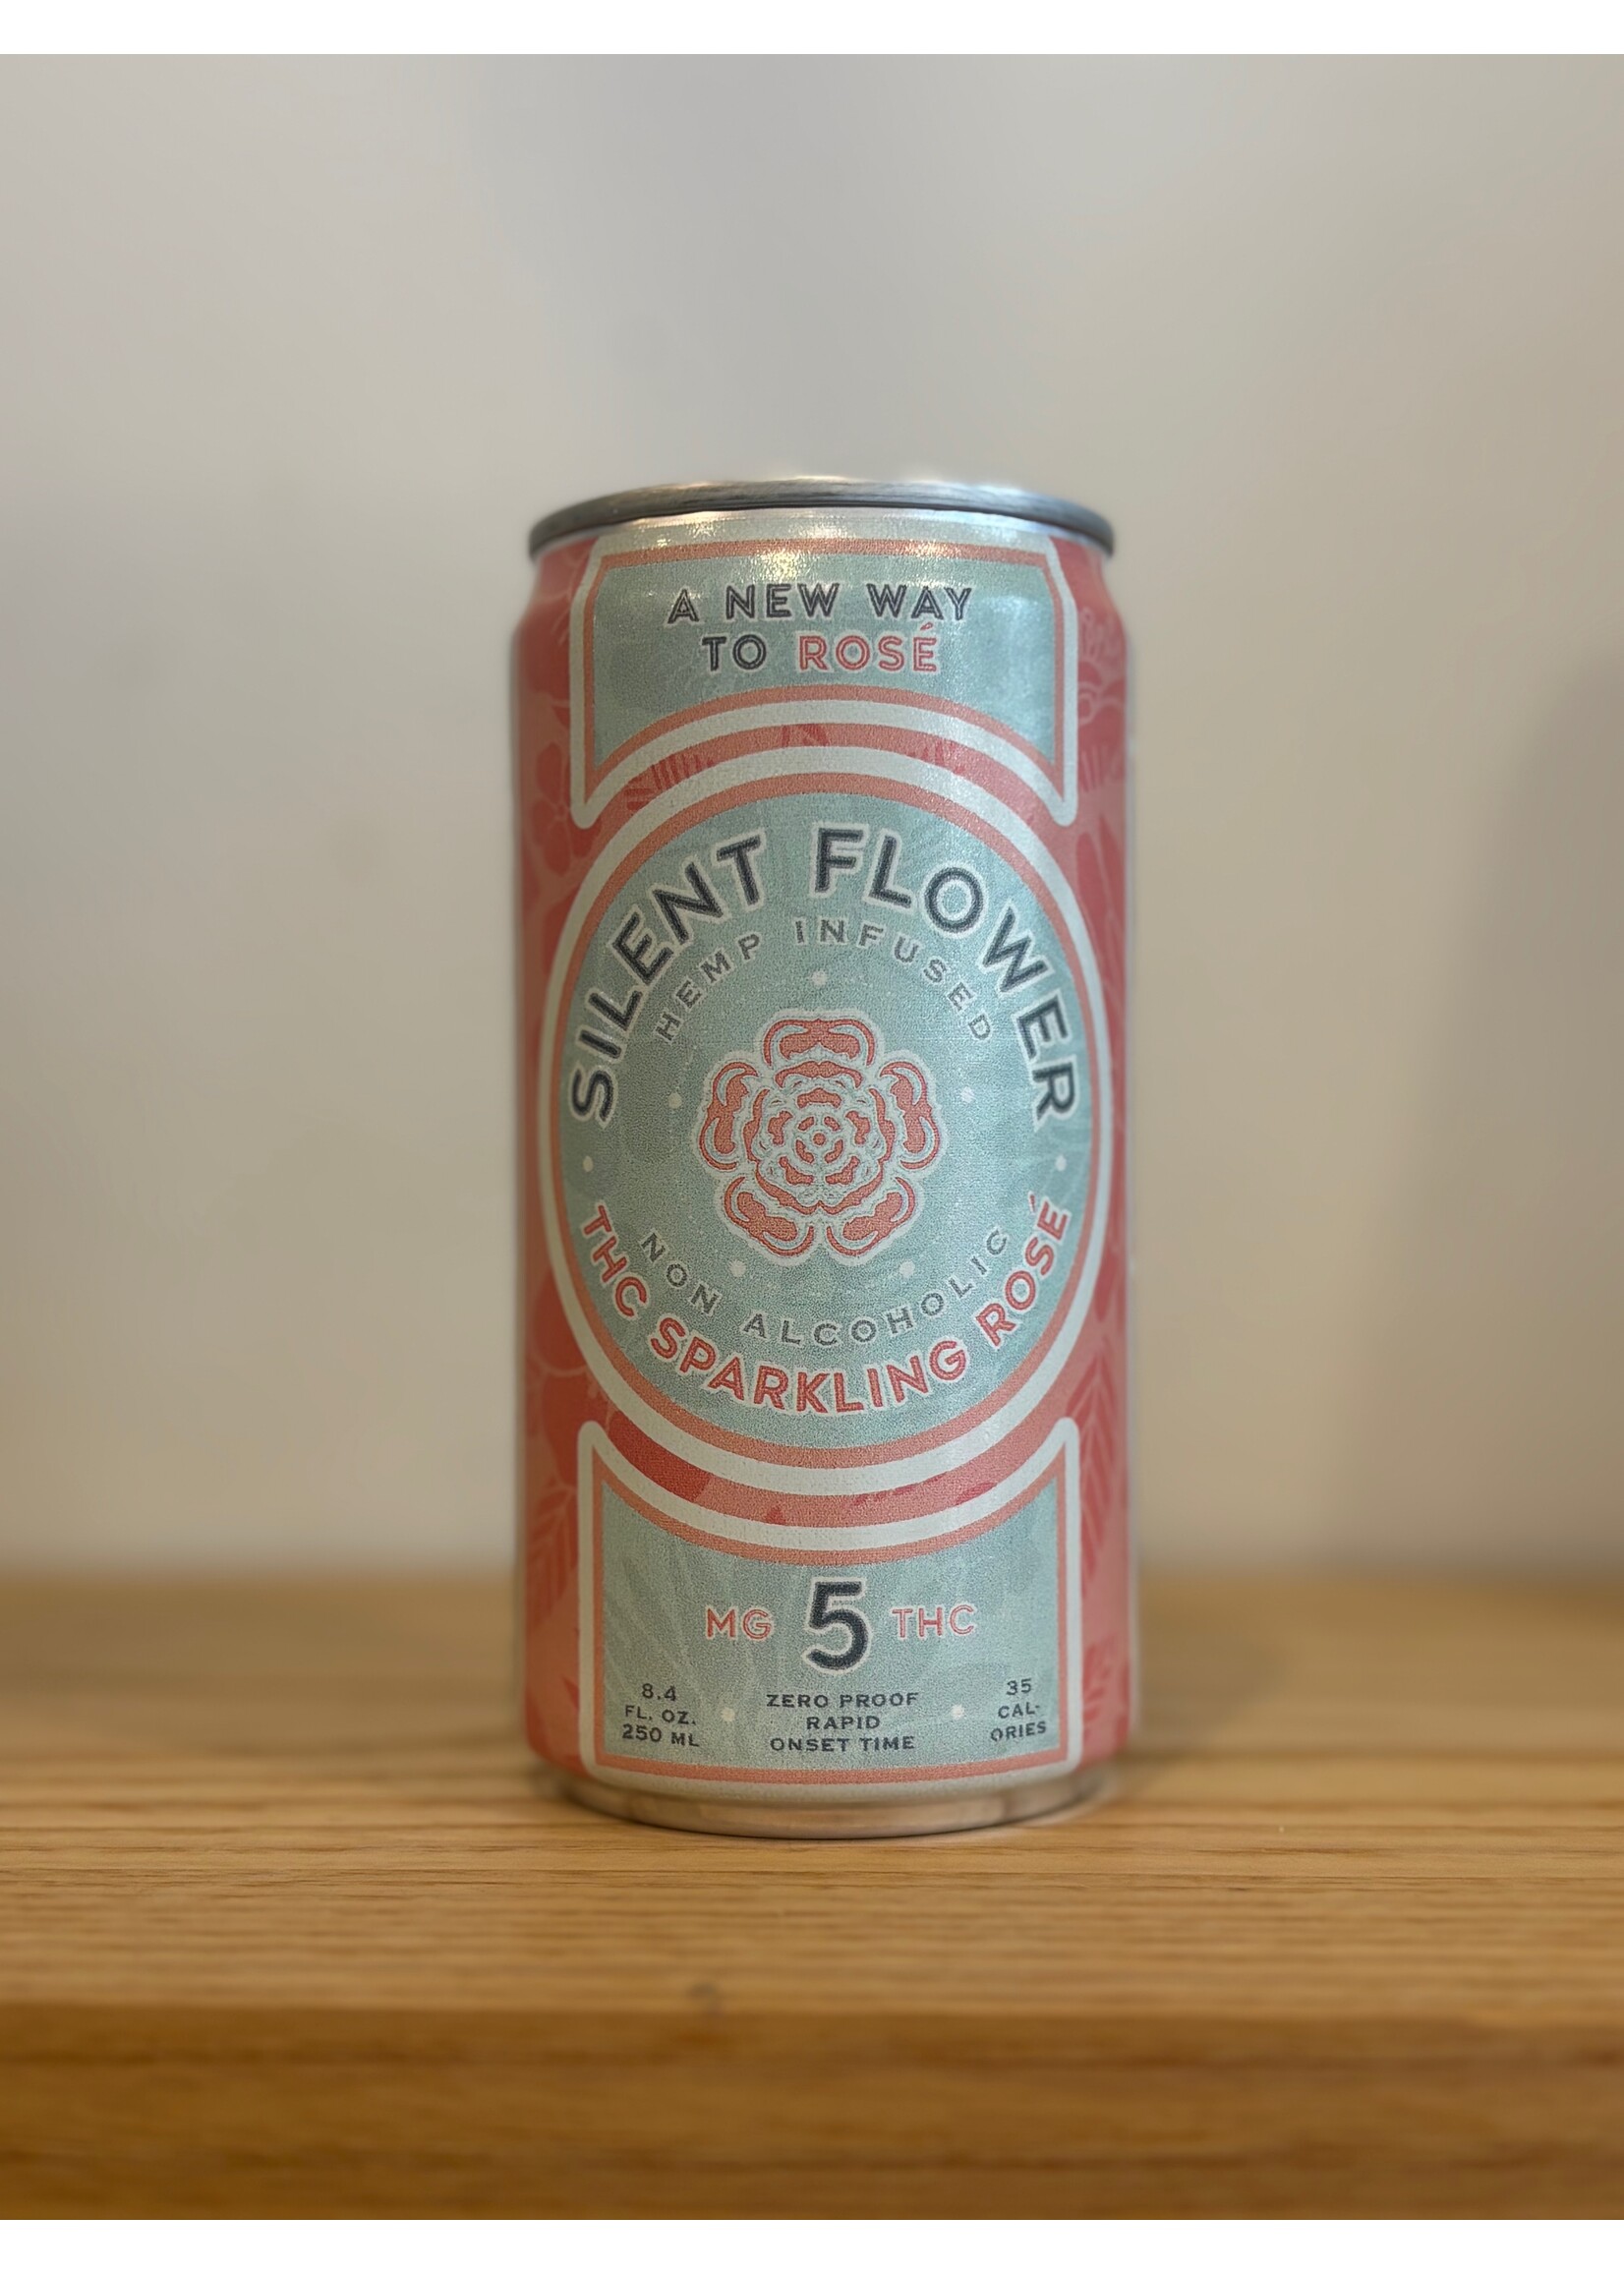 A NEW WAY
TO ROSÉ
SILENT FLOWER
HEMP INFUSED
NON ALCOHOLIC
THC SPARKLING ROSÉ
MG 5 THC
8.4
FL. OZ.
250 ML
ZERO PROOF
RAPID
ONSET TIME
35
CAL-
ORIES